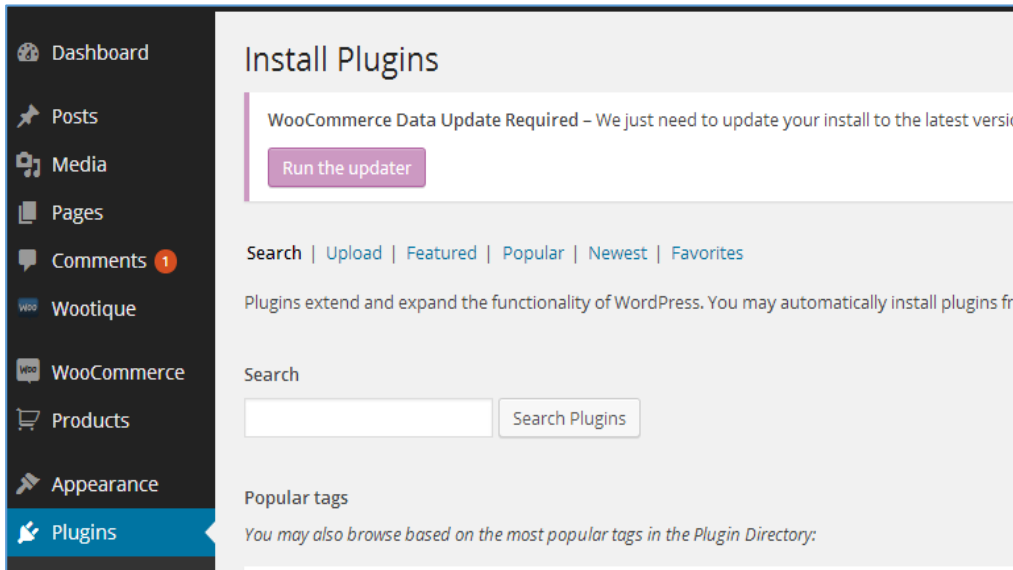 Dashboard
Posts
Media
Pages
Comments 1
Wootique
WooCommerce
Products
Appearance
Plugins
Install Plugins
WooCommerce Data Update Required – We just need to update your install to the latest
Run the updater
Search | Upload | Featured | Popular | Newest | Favorites
Plugins extend and expand the functionality of WordPress. You may automatically install plugins
Search
Search Plugins
Popular tags
You may also browse based on the most popular tags in the Plugin Directory: